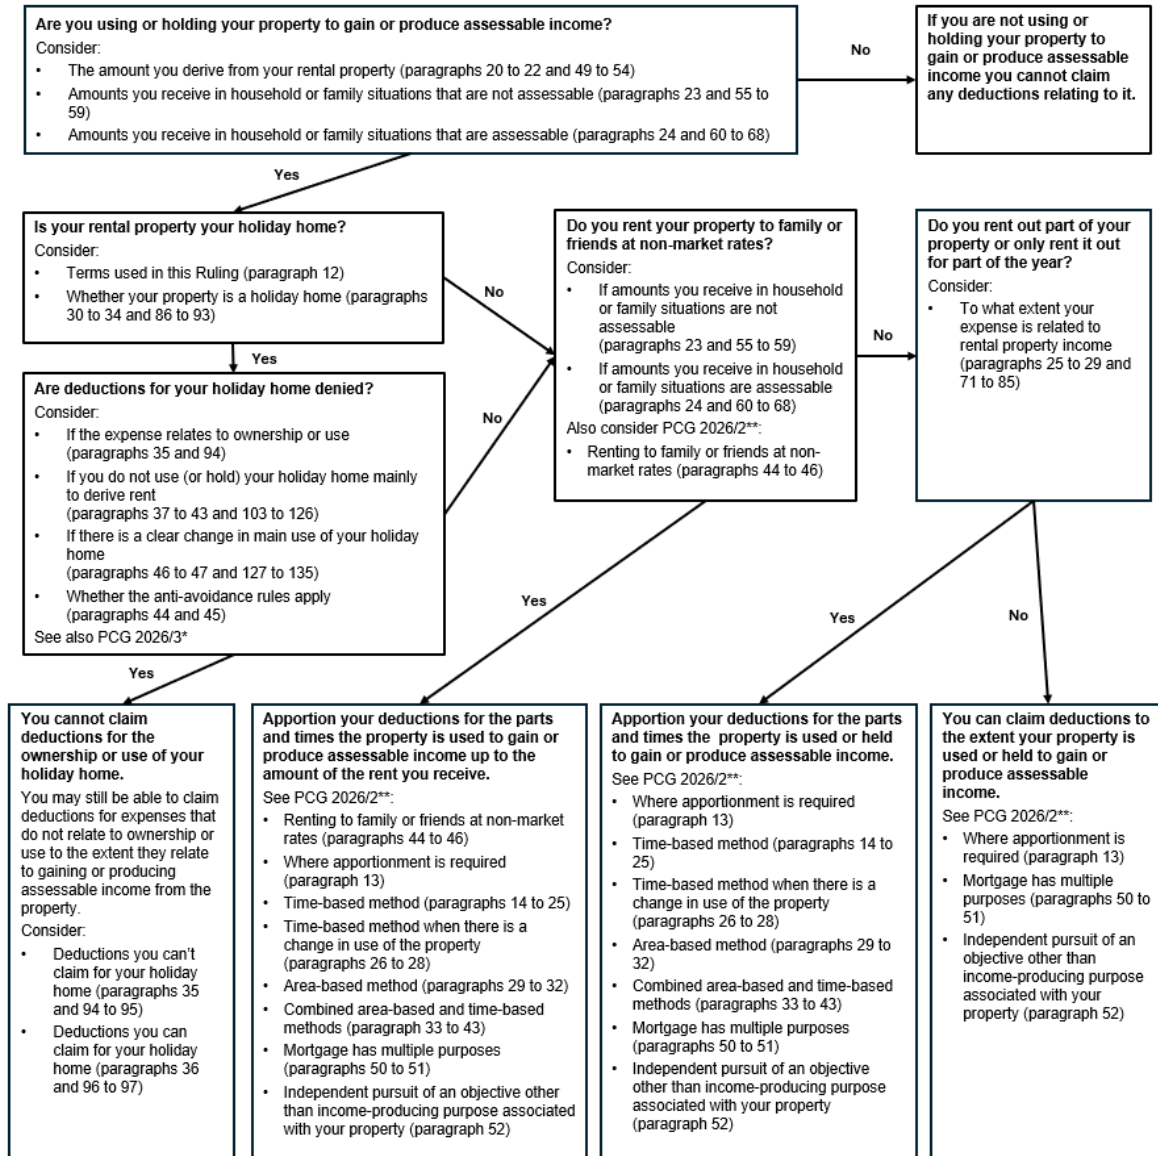 Are you using or holding your property to gain or produce assessable income?
Consider:
• The amount you derive from your rental property (paragraphs 20 to 22 and 49 to 54)
• Amounts you receive in household or family situations that are not assessable (paragraphs 23 and 55 to
59)
• Amounts you receive in household or family situations that are assessable (paragraphs 24 and 60 to 68)
No
If you are not using or
holding your property to
gain or produce assessable
income you cannot claim
any deductions relating to it.
Yes
Is your rental property your holiday home?
Consider:
• Terms used in this Ruling (paragraph 12)
• Whether your property is a holiday home (paragraphs
30 to 34 and 86 to 93)
No
Yes
Do you rent your property to family or
friends at non-market rates?
Consider:
• If amounts you receive in household
or family situations are not
assessable
(paragraphs 23 and 55 to 59)
• If amounts you receive in household
or family situations are assessable
(paragraphs 24 and 60 to 68)
Also consider PCG 2026/2**:
• Renting to family or friends at non-
market rates (paragraphs 44 to 46)
No
Do you rent out part of your
property or only rent it out
for part of the year?
Consider:
• To what extent your
expense is related to
rental property income
(paragraphs 25 to 29 and
71 to 85)
Are deductions for your holiday home denied?
Consider:
• If the expense relates to ownership or use
(paragraphs 35 and 94)
• If you do not use (or hold) your holiday home mainly
to derive rent
(paragraphs 37 to 43 and 103 to 126)
• If there is a clear change in main use of your holiday
home
(paragraphs 46 to 47 and 127 to 135)
• Whether the anti-avoidance rules apply
(paragraphs 44 and 45)
See also PCG 2026/3*
No
Yes
Yes
Yes
No
You cannot claim
deductions for the
ownership or use of your
holiday home.
You may still be able to claim
deductions for expenses that
do not relate to ownership or
use to the extent they relate
to gaining or producing
assessable income from the
property.
Consider:
• Deductions you can't
claim for your holiday
home (paragraphs 35
and 94 to 95)
• Deductions you can
claim for your holiday
home (paragraphs 36
and 96 to 97)
Apportion your deductions for the parts
and times the property is used to gain or
produce assessable income up to the
amount of the rent you receive.
See PCG 2026/2**:
• Renting to family or friends at non-market
rates (paragraphs 44 to 46)
• Where apportionment is required
(paragraph 13)
• Time-based method (paragraphs 14 to 25)
• Time-based method when there is a
change in use of the property
(paragraphs 26 to 28)
• Area-based method (paragraphs 29 to 32)
• Combined area-based and time-based
methods (paragraph 33 to 43)
• Mortgage has multiple purposes
(paragraphs 50 to 51)
• Independent pursuit of an objective other
than income-producing purpose associated
with your property (paragraph 52)
Apportion your deductions for the parts
and times the property is used or held
to gain or produce assessable income.
See PCG 2026/2**:
• Where apportionment is required
(paragraph 13)
• Time-based method (paragraphs 14 to
25)
• Time-based method when there is a
change in use of the property
(paragraphs 26 to 28)
• Area-based method (paragraphs 29 to
32)
• Combined area-based and time-based
methods (paragraphs 33 to 43)
• Mortgage has multiple purposes
(paragraphs 50 to 51)
• Independent pursuit of an objective
other than income-producing purpose
associated with your property
(paragraph 52)
You can claim deductions to
the extent your property is
used or held to gain or
produce assessable
income.
See PCG 2026/2**:
• Where apportionment is
required (paragraph 13)
• Mortgage has multiple
purposes (paragraphs 50 to
51)
• Independent pursuit of an
objective other than
income-producing purpose
associated with your
property (paragraph 52)